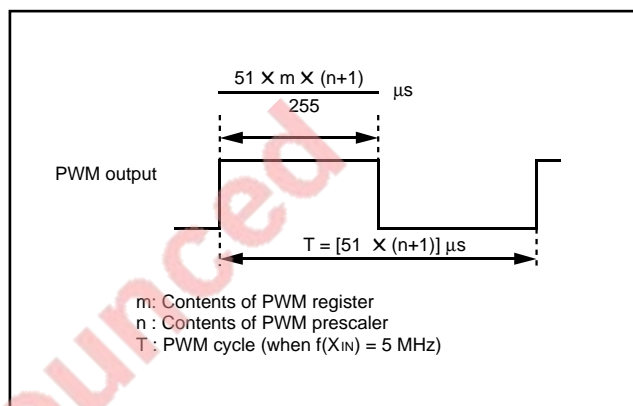 51 × m × (n+1)
255
μs
PWM output
T = [51 × (n+1)] μs
m: Contents of PWM register
n : Contents of PWM prescaler
T : PWM cycle (when f(XIN) = 5 MHz)
ounced